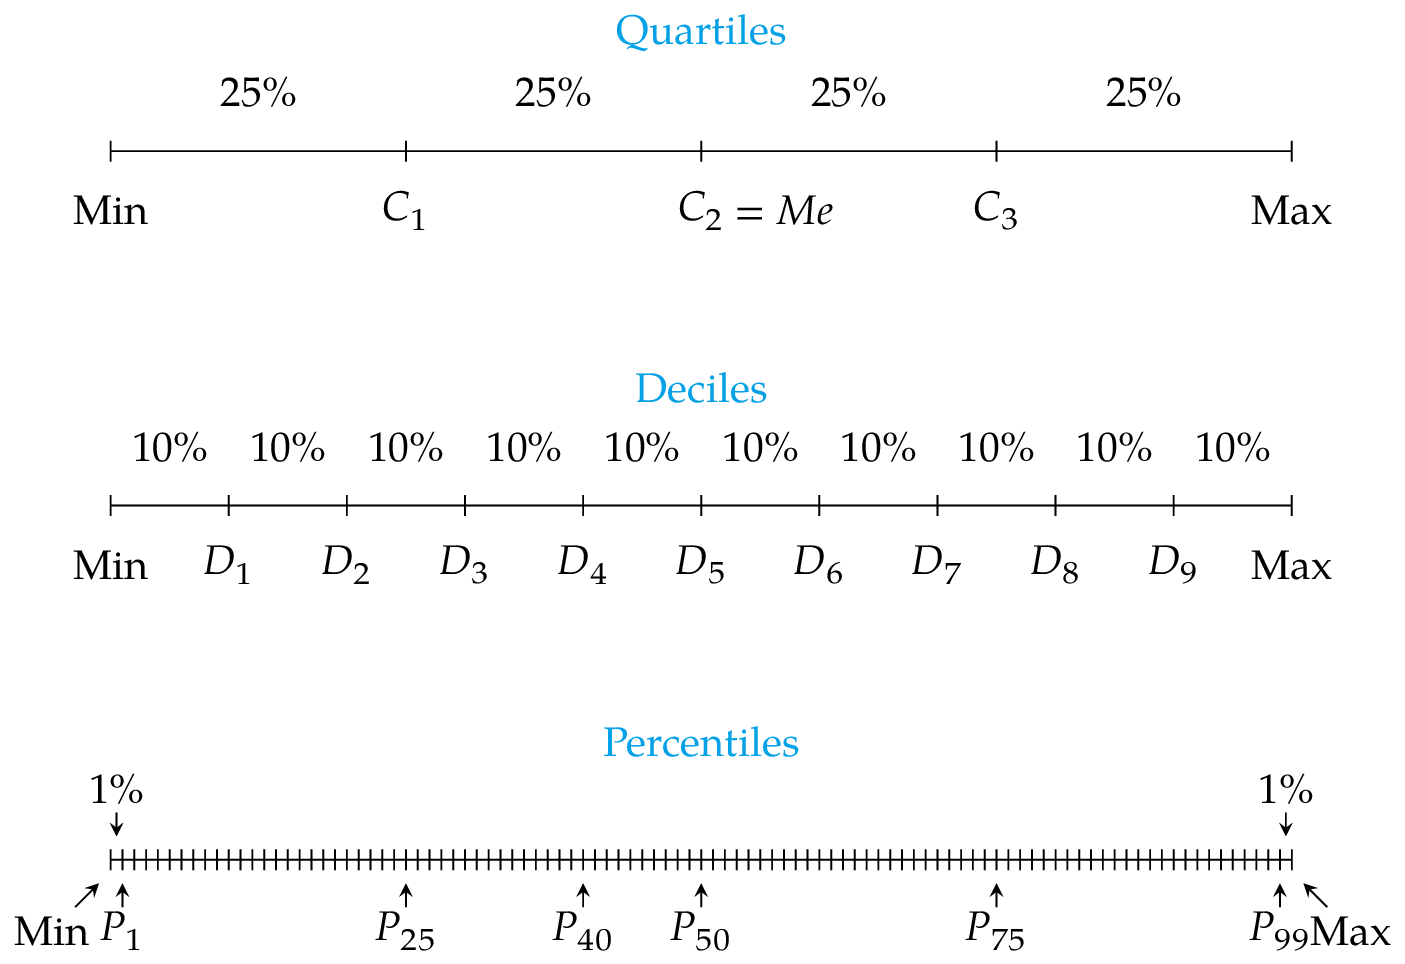 Quartiles
25% 25% 25% 25%
Min C₁ C₂ = Me C₃ Max
Deciles
10% 10% 10% 10% 10% 10% 10% 10% 10% 10%
Min D₁ D₂ D₃ D₄ D₅ D₆ D₇ D₈ D₉ Max
Percentiles
1% 1%
Min P₁ P₂₅ P₄₀ P₅₀ P₇₅ P₉₉ Max